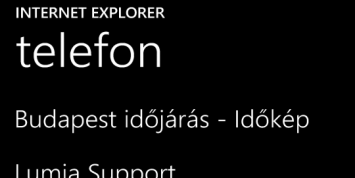 INTERNET EXPLORER
telefon
Budapest időjárás - Időkép
Lumia Support